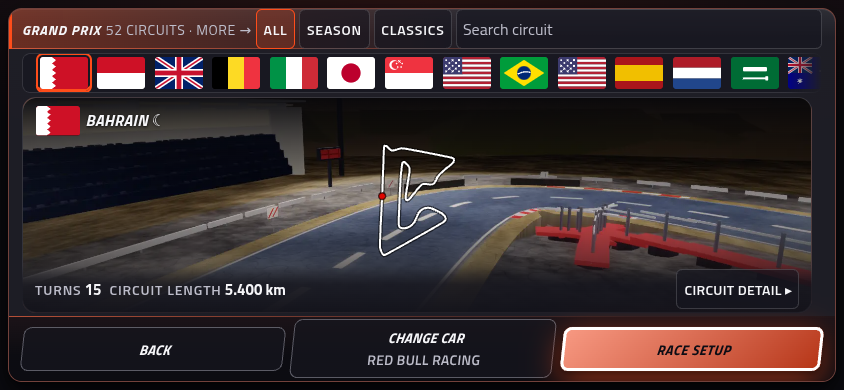 GRAND PRIX 52 CIRCUITS · MORE → ALL SEASON CLASSICS Search circuit
BAHRAIN ☾
TURNS 15 CIRCUIT LENGTH 5.400 km CIRCUIT DETAIL ▸
BACK
CHANGE CAR
RED BULL RACING
RACE SETUP